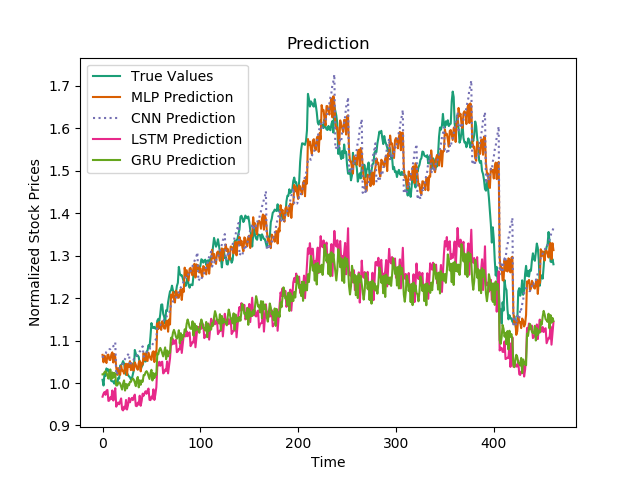 Prediction
True Values
MLP Prediction
CNN Prediction
LSTM Prediction
GRU Prediction
1.7
1.6
1.5
1.4
1.3
1.2
1.1
1.0
0.9
Normalized Stock Prices
0 100 200 300 400
Time